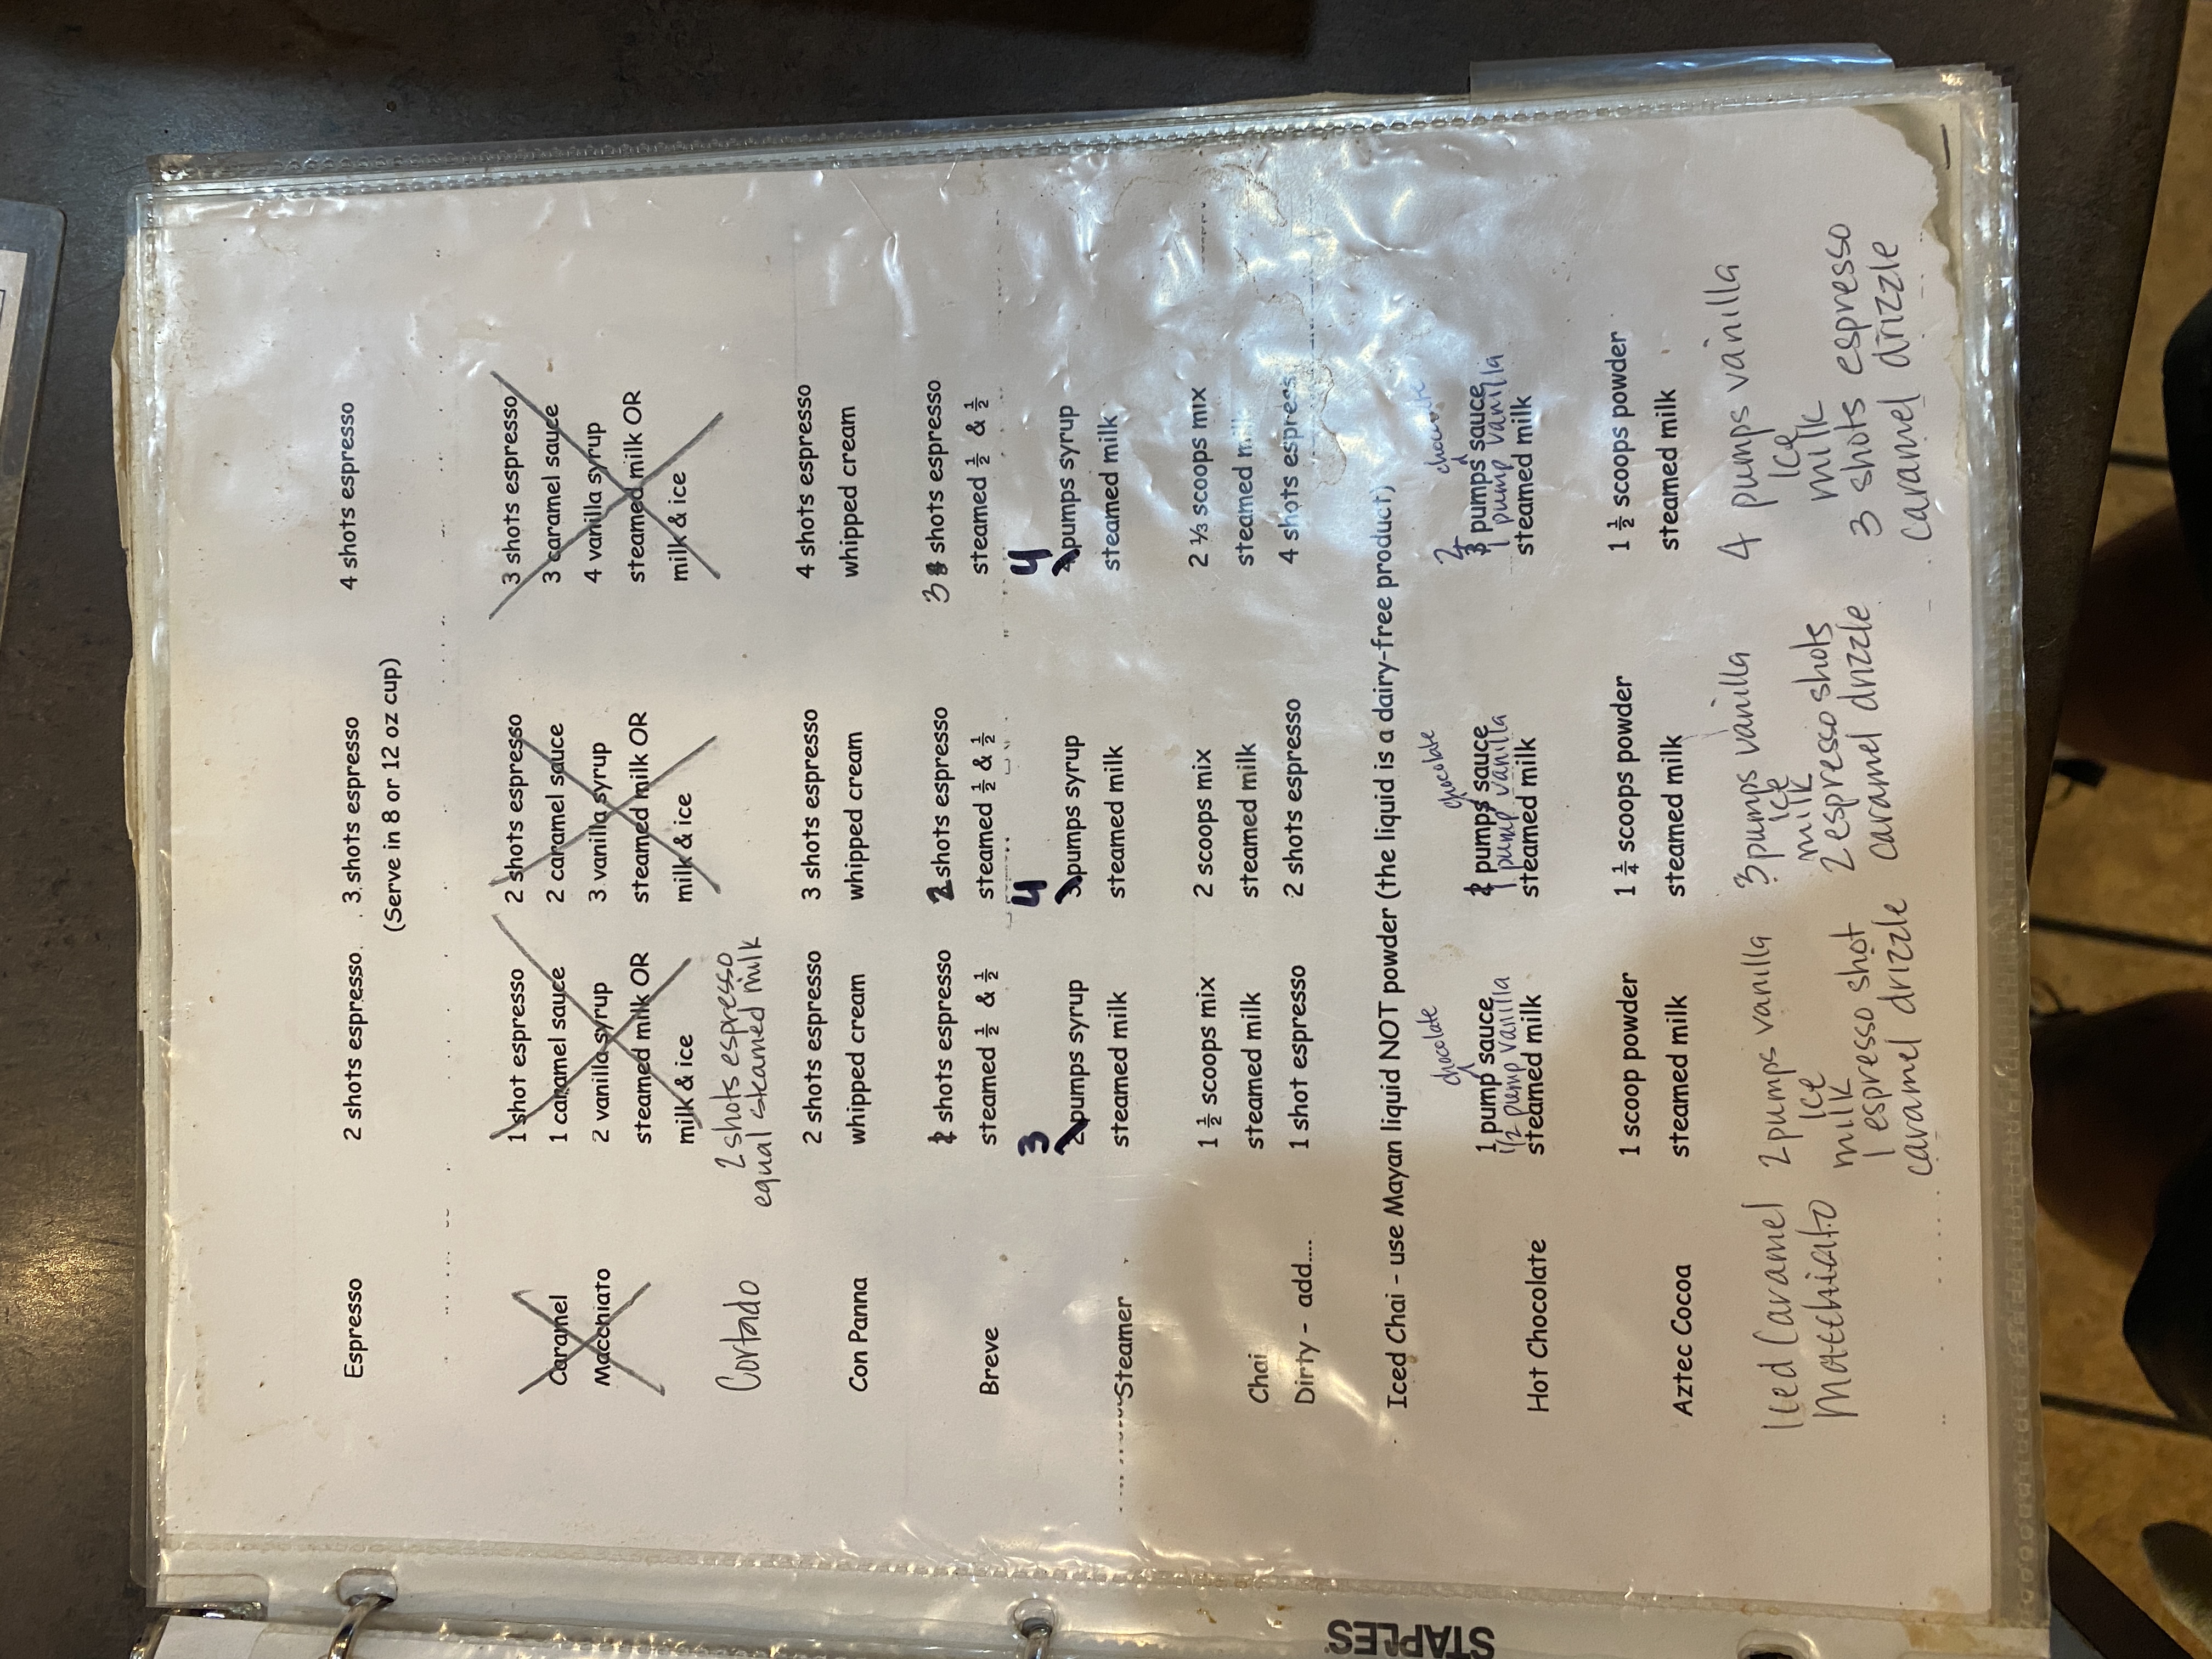 Espresso 2 shots espresso 3 shots espresso 4 shots espresso
(Serve in 8 or 12 oz cup)
1 shot espresso 2 shots espresso 3 shots espresso
Caramel 1 caramel sauce 2 caramel sauce 3 caramel sauce
Macchiato 2 vanilla syrup 3 vanilla syrup 4 vanilla syrup
steamed milk OR steamed milk OR steamed milk OR
milk & ice milk & ice milk & ice
Cortado 2 shots espresso
equal steamed milk
2 shots espresso 3 shots espresso 4 shots espresso
Con Panna whipped cream whipped cream whipped cream
shots espresso 2 shots espresso 3 shots espresso
Breve steamed ½ & ½ steamed ½ & ½ steamed ½ & ½
3 4 4
2 pumps syrup 3 pumps syrup pumps syrup
Steamer steamed milk steamed milk steamed milk
1 ½ scoops mix 2 scoops mix 2 ⅓ scoops mix
Chai steamed milk steamed milk steamed milk
Dirty - add.... 1 shot espresso 2 shots espresso 4 shots espresso
Iced Chai - use Mayan liquid NOT powder (the liquid is a dairy-free product)
chocolate chocolate chocolate
1 pump sauce pumps sauce 2 pumps sauce
1/2 pump vanilla 1 pump vanilla 1 pump vanilla
Hot Chocolate steamed milk steamed milk steamed milk
1 scoop powder 1 ¼ scoops powder 1 ½ scoops powder
Aztec Cocoa steamed milk steamed milk steamed milk
Iced Caramel 2 pumps vanilla 3 pumps vanilla 4 pumps vanilla
Macchiato Ice Ice Ice
milk milk milk
1 espresso shot 2 espresso shots 3 shots espresso
caramel drizzle caramel drizzle caramel drizzle
STAPLES